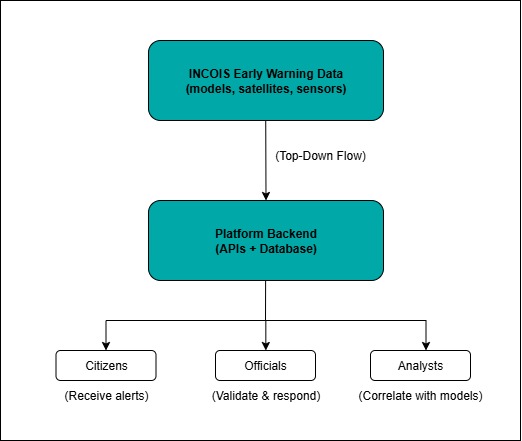 INCOIS Early Warning Data
(models, satellites, sensors)
(Top-Down Flow)
Platform Backend
(APIs + Database)
Citizens
Officials
Analysts
(Receive alerts)
(Validate & respond)
(Correlate with models)